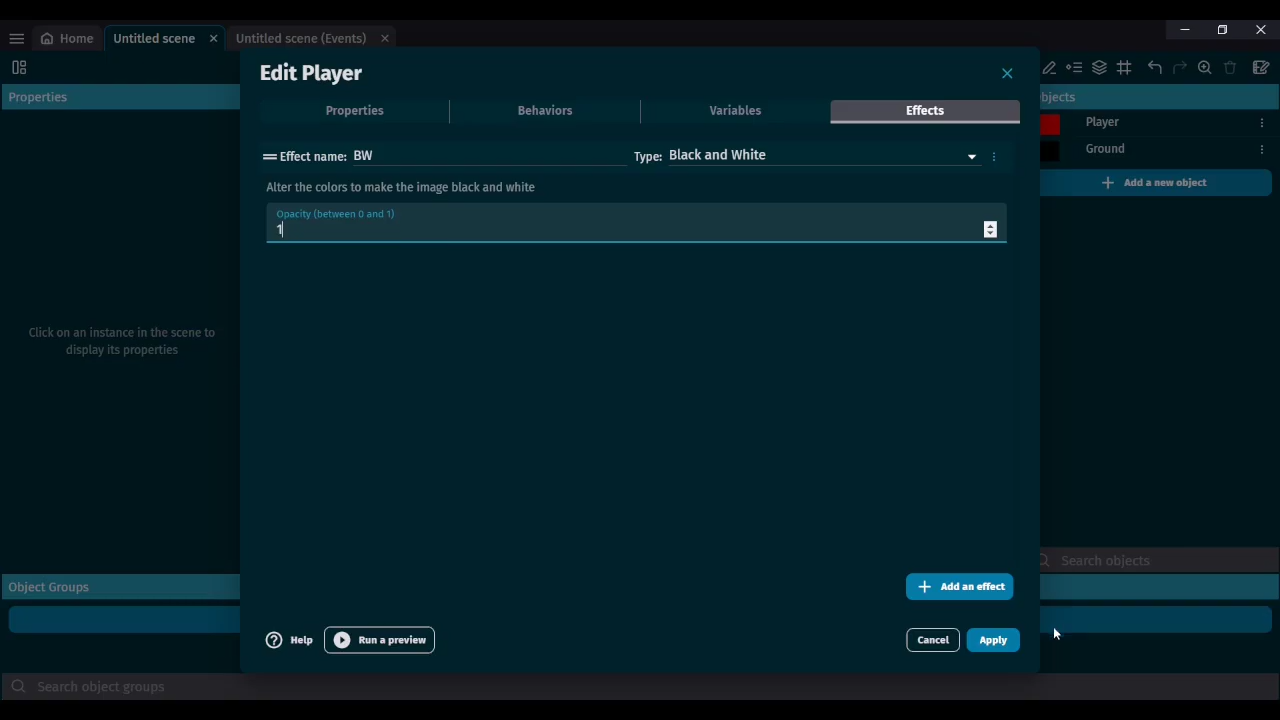 Home
Untitled scene
Untitled scene (Events)
Properties
Click on an instance in the scene to
display its properties
Object Groups
Search object groups
Edit Player
Properties
Behaviors
Variables
Effects
Effect name: BW
Type: Black and White
Alter the colors to make the image black and white
Opacity (between 0 and 1)
1
Add an effect
Help
Run a preview
Cancel
Apply
bjects
Player
Ground
Add a new object
Search objects